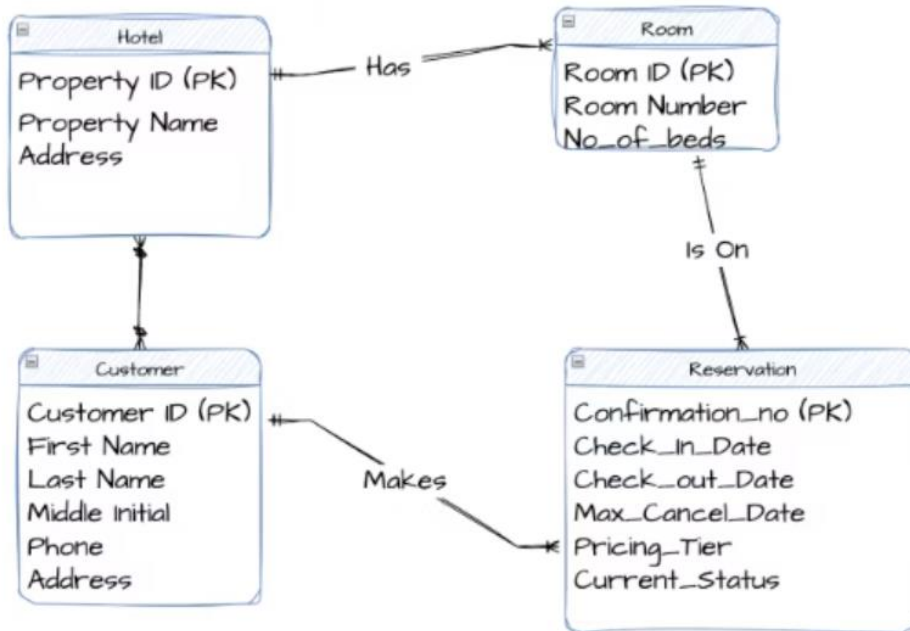 Hotel
Property ID (PK)
Property Name
Address
Has
Room
Room ID (PK)
Room Number
No_of_beds
Is On
Customer
Customer ID (PK)
First Name
Last Name
Middle Initial
Phone
Address
Makes
Reservation
Confirmation_no (PK)
Check_In_Date
Check_out_Date
Max_Cancel_Date
Pricing_Tier
Current_Status